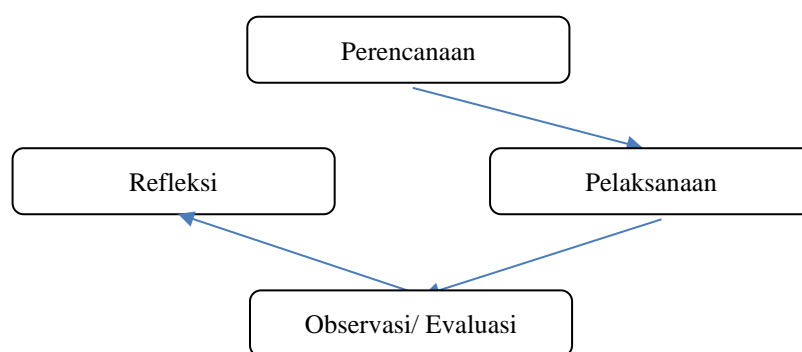 Perencanaan
Refleksi
Pelaksanaan
Observasi/ Evaluasi